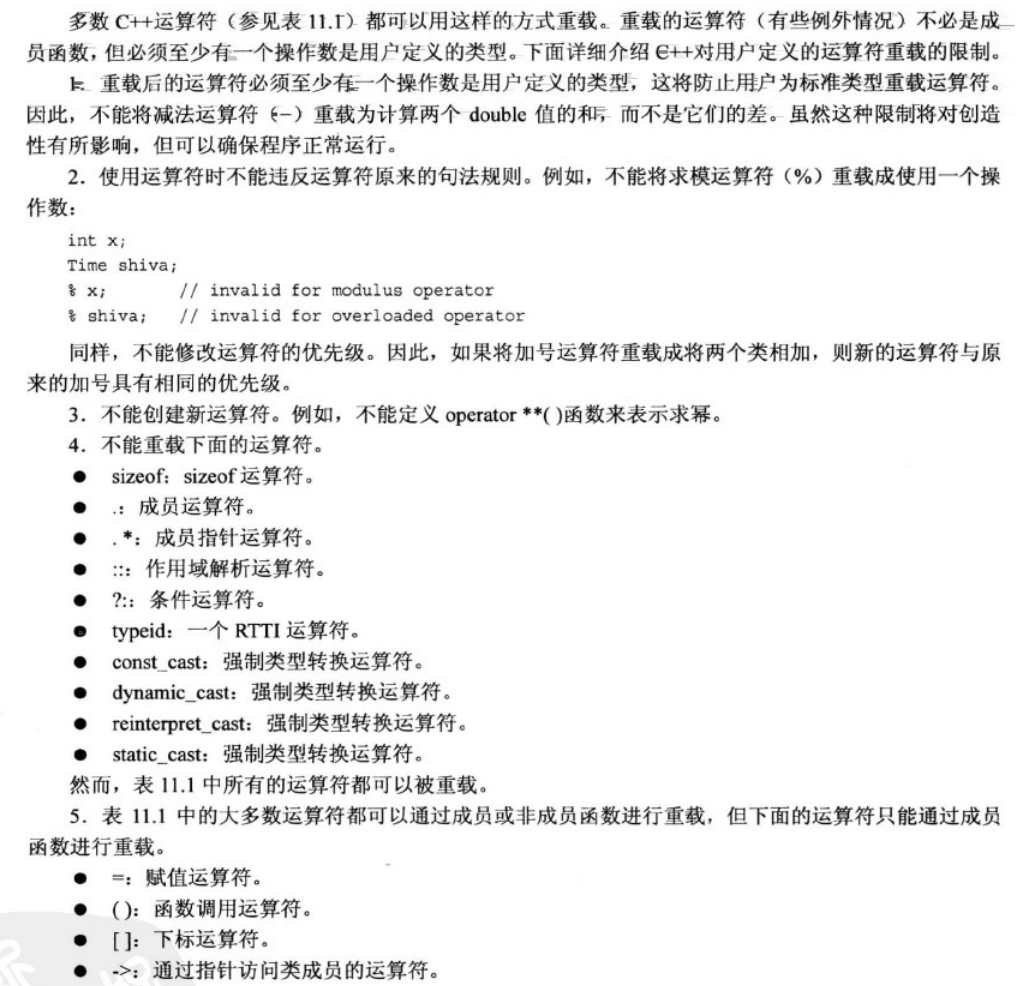 多数 C++运算符（参见表 11.1）都可以用这样的方式重载。重载的运算符（有些例外情况）不必是成
员函数，但必须至少有一个操作数是用户定义的类型。下面详细介绍 C++对用户定义的运算符重载的限制。
1．重载后的运算符必须至少有一个操作数是用户定义的类型，这将防止用户为标准类型重载运算符。
因此，不能将减法运算符（−）重载为计算两个 double 值的和，而不是它们的差。虽然这种限制将对创造
性有所影响，但可以确保程序正常运行。
2．使用运算符时不能违反运算符原来的句法规则。例如，不能将求模运算符（%）重载成使用一个操
作数：
int x;
Time shiva;
% x;        // invalid for modulus operator
% shiva;   // invalid for overloaded operator
同样，不能修改运算符的优先级。因此，如果将加号运算符重载成将两个类相加，则新的运算符与原
来的加号具有相同的优先级。
3．不能创建新运算符。例如，不能定义 operator **( )函数来表示求幂。
4．不能重载下面的运算符。
● sizeof：sizeof 运算符。
● .：成员运算符。
● . *：成员指针运算符。
● ::：作用域解析运算符。
● ?:：条件运算符。
● typeid：一个 RTTI 运算符。
● const_cast：强制类型转换运算符。
● dynamic_cast：强制类型转换运算符。
● reinterpret_cast：强制类型转换运算符。
● static_cast：强制类型转换运算符。
然而，表 11.1 中所有的运算符都可以被重载。
5．表 11.1 中的大多数运算符都可以通过成员或非成员函数进行重载，但下面的运算符只能通过成员
函数进行重载。
● =：赋值运算符。
● ( )：函数调用运算符。
● [ ]：下标运算符。
● ->：通过指针访问类成员的运算符。